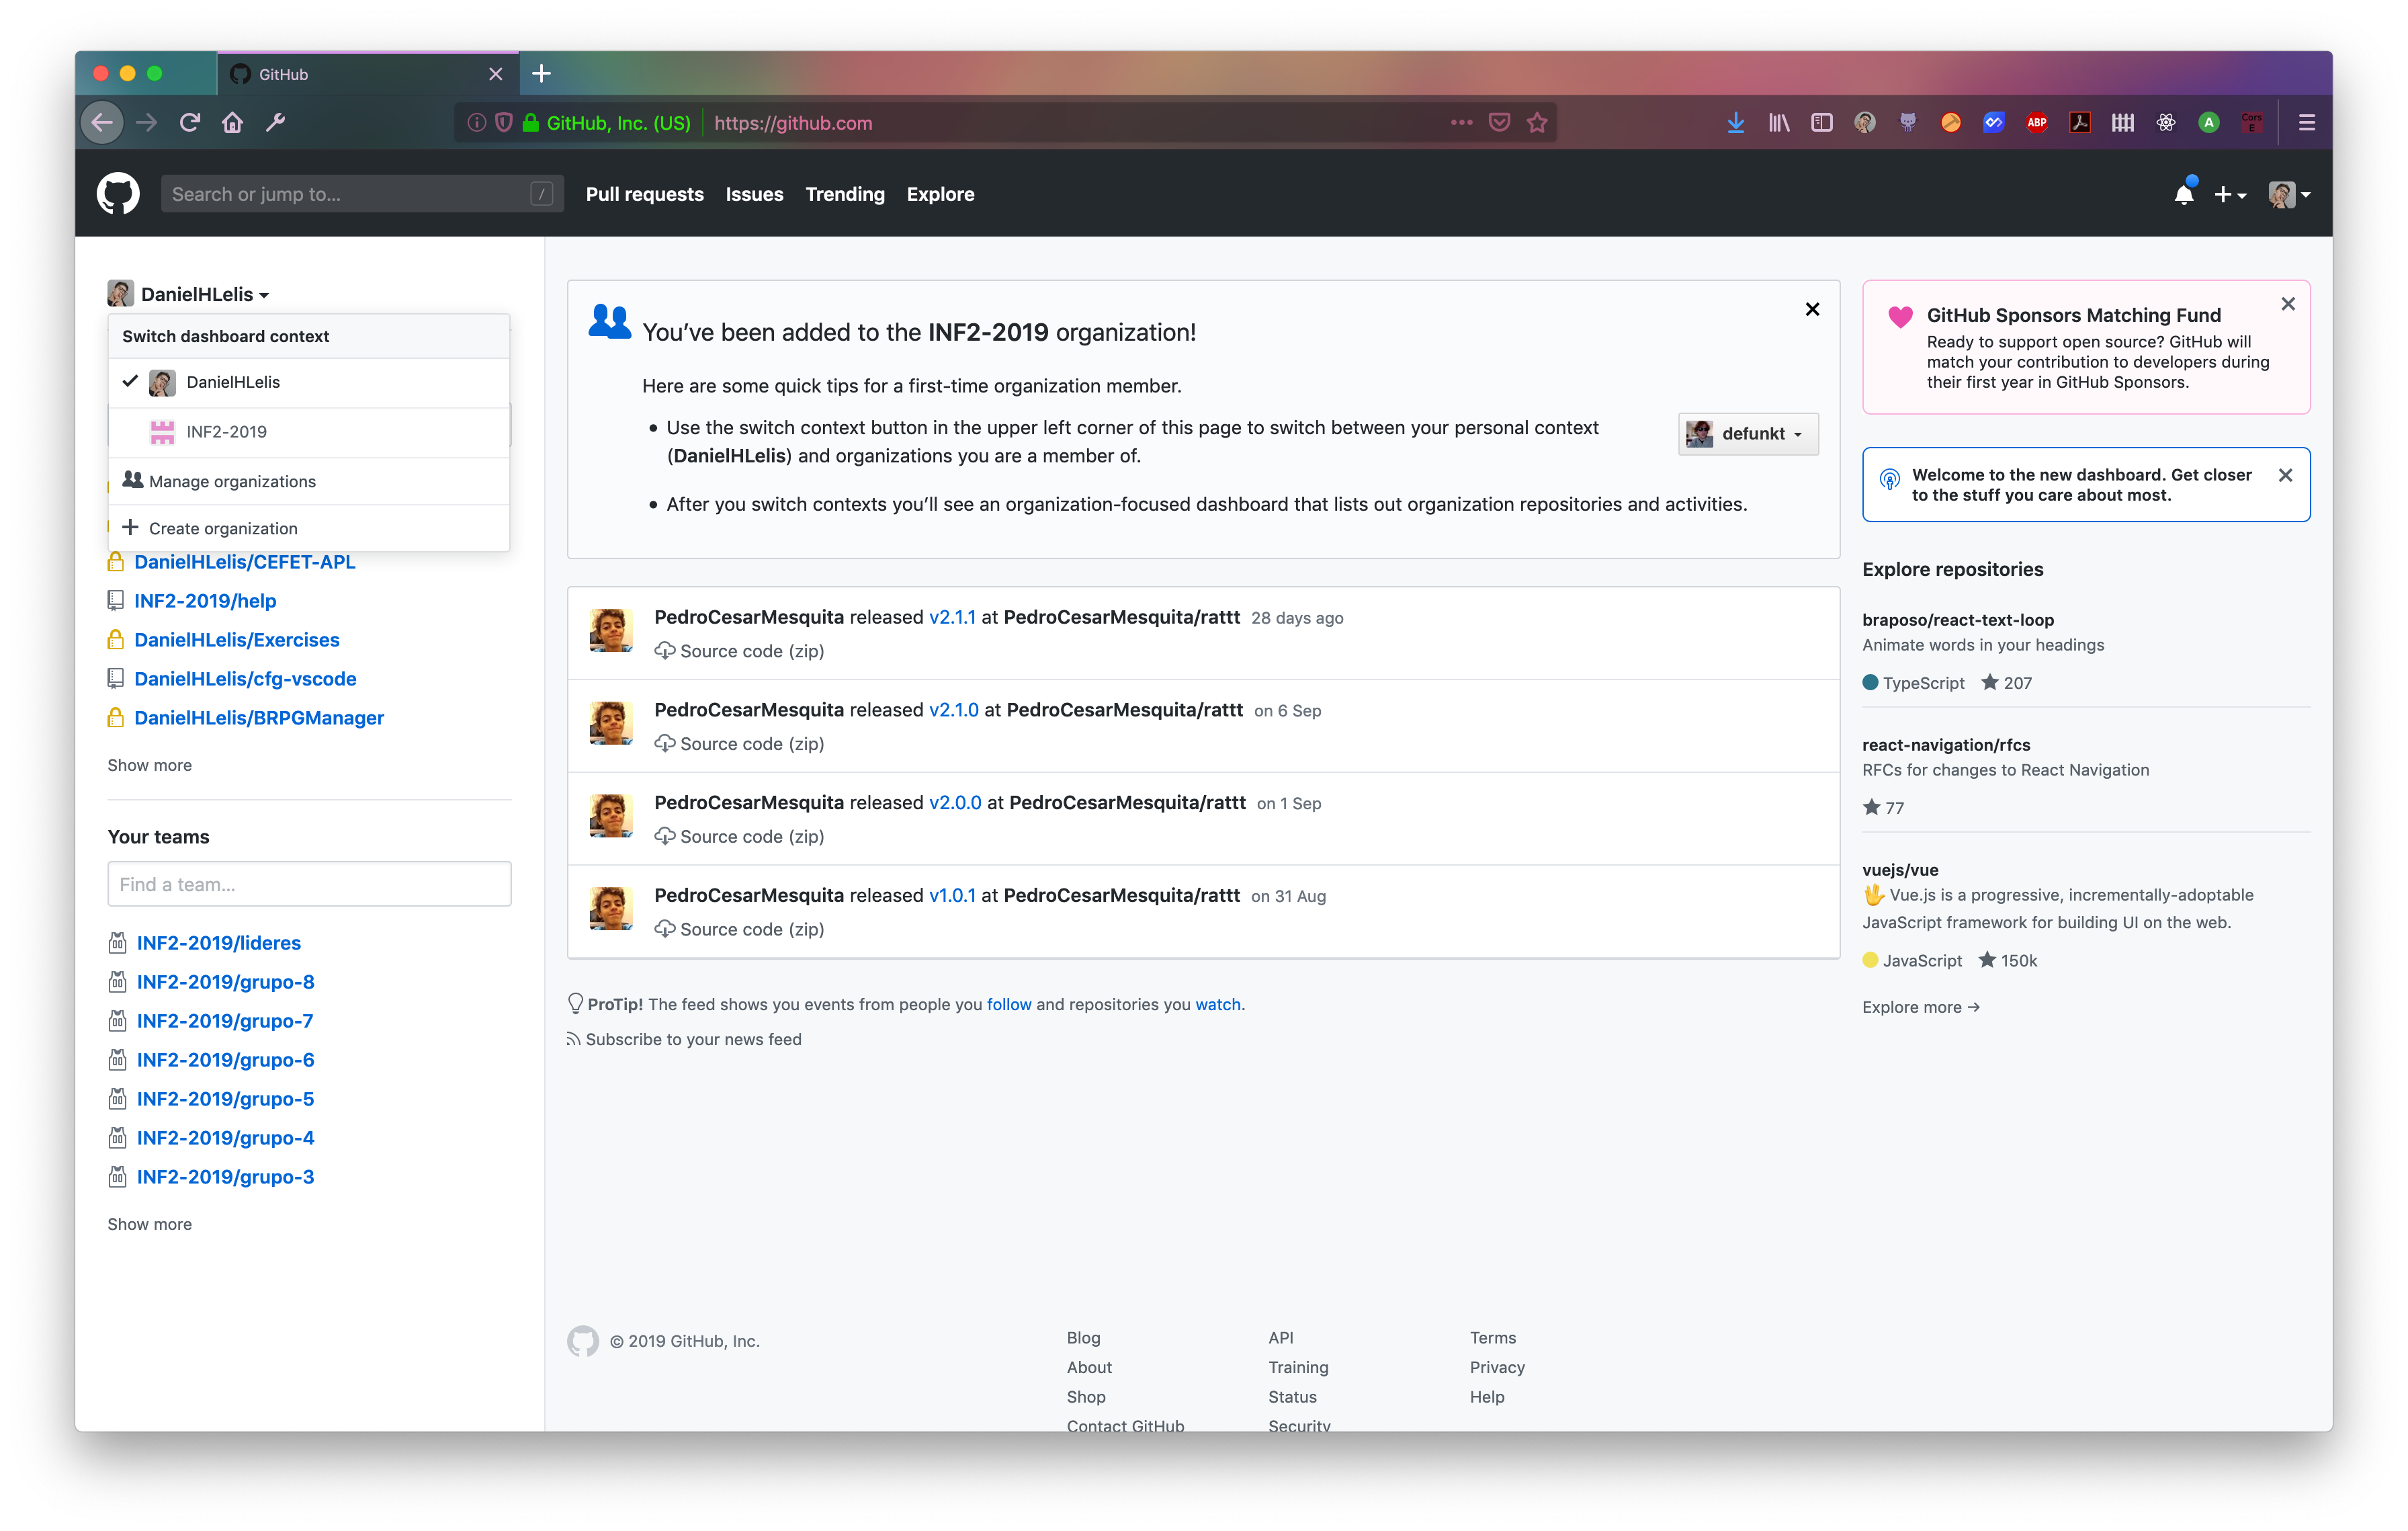 GitHub
GitHub, Inc. (US)
https://github.com
ABP
A
Cors
E
Search or jump to...
/
Pull requests
Issues
Trending
Explore
DanielHLelis
Switch dashboard context
DanielHLelis
INF2-2019
Manage organizations
Create organization
DanielHLelis/CEFET-APL
INF2-2019/help
DanielHLelis/Exercises
DanielHLelis/cfg-vscode
DanielHLelis/BRPGManager
Show more
Your teams
Find a team...
INF2-2019/lideres
INF2-2019/grupo-8
INF2-2019/grupo-7
INF2-2019/grupo-6
INF2-2019/grupo-5
INF2-2019/grupo-4
INF2-2019/grupo-3
Show more
You’ve been added to the INF2-2019 organization!
Here are some quick tips for a first-time organization member.
• Use the switch context button in the upper left corner of this page to switch between your personal context
(DanielHLelis) and organizations you are a member of.
defunkt
• After you switch contexts you’ll see an organization-focused dashboard that lists out organization repositories and activities.
PedroCesarMesquita released v2.1.1 at PedroCesarMesquita/rattt 28 days ago
Source code (zip)
PedroCesarMesquita released v2.1.0 at PedroCesarMesquita/rattt on 6 Sep
Source code (zip)
PedroCesarMesquita released v2.0.0 at PedroCesarMesquita/rattt on 1 Sep
Source code (zip)
PedroCesarMesquita released v1.0.1 at PedroCesarMesquita/rattt on 31 Aug
Source code (zip)
ProTip! The feed shows you events from people you follow and repositories you watch.
Subscribe to your news feed
GitHub Sponsors Matching Fund
Ready to support open source? GitHub will
match your contribution to developers during
their first year in GitHub Sponsors.
Welcome to the new dashboard. Get closer
to the stuff you care about most.
Explore repositories
braposo/react-text-loop
Animate words in your headings
TypeScript 207
react-navigation/rfcs
RFCs for changes to React Navigation
77
vuejs/vue
🖖 Vue.js is a progressive, incrementally-adoptable
JavaScript framework for building UI on the web.
JavaScript 150k
Explore more →
© 2019 GitHub, Inc.
Blog
About
Shop
Contact GitHub
API
Training
Status
Security
Terms
Privacy
Help